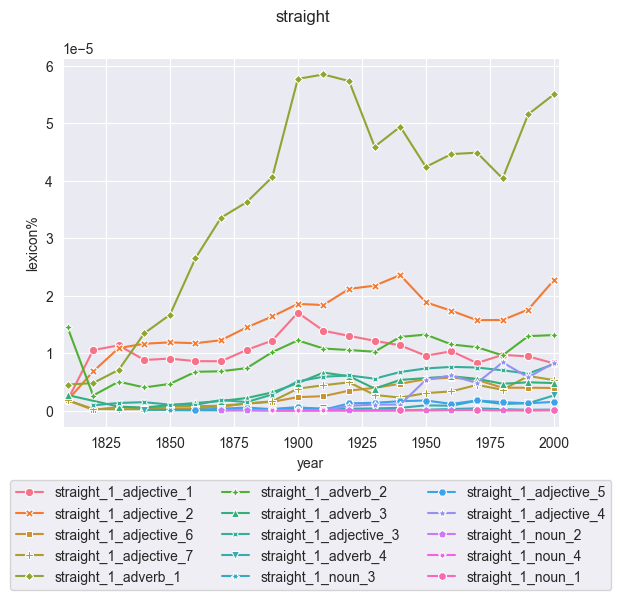 straight
1e−5
6
5
4
3
2
1
0
lexicon%
1825 1850 1875 1900 1925 1950 1975 2000
year
straight_1_adjective_1 straight_1_adverb_2 straight_1_adjective_5
straight_1_adjective_2 straight_1_adverb_3 straight_1_adjective_4
straight_1_adjective_6 straight_1_adjective_3 straight_1_noun_2
straight_1_adjective_7 straight_1_adverb_4 straight_1_noun_4
straight_1_adverb_1 straight_1_noun_3 straight_1_noun_1